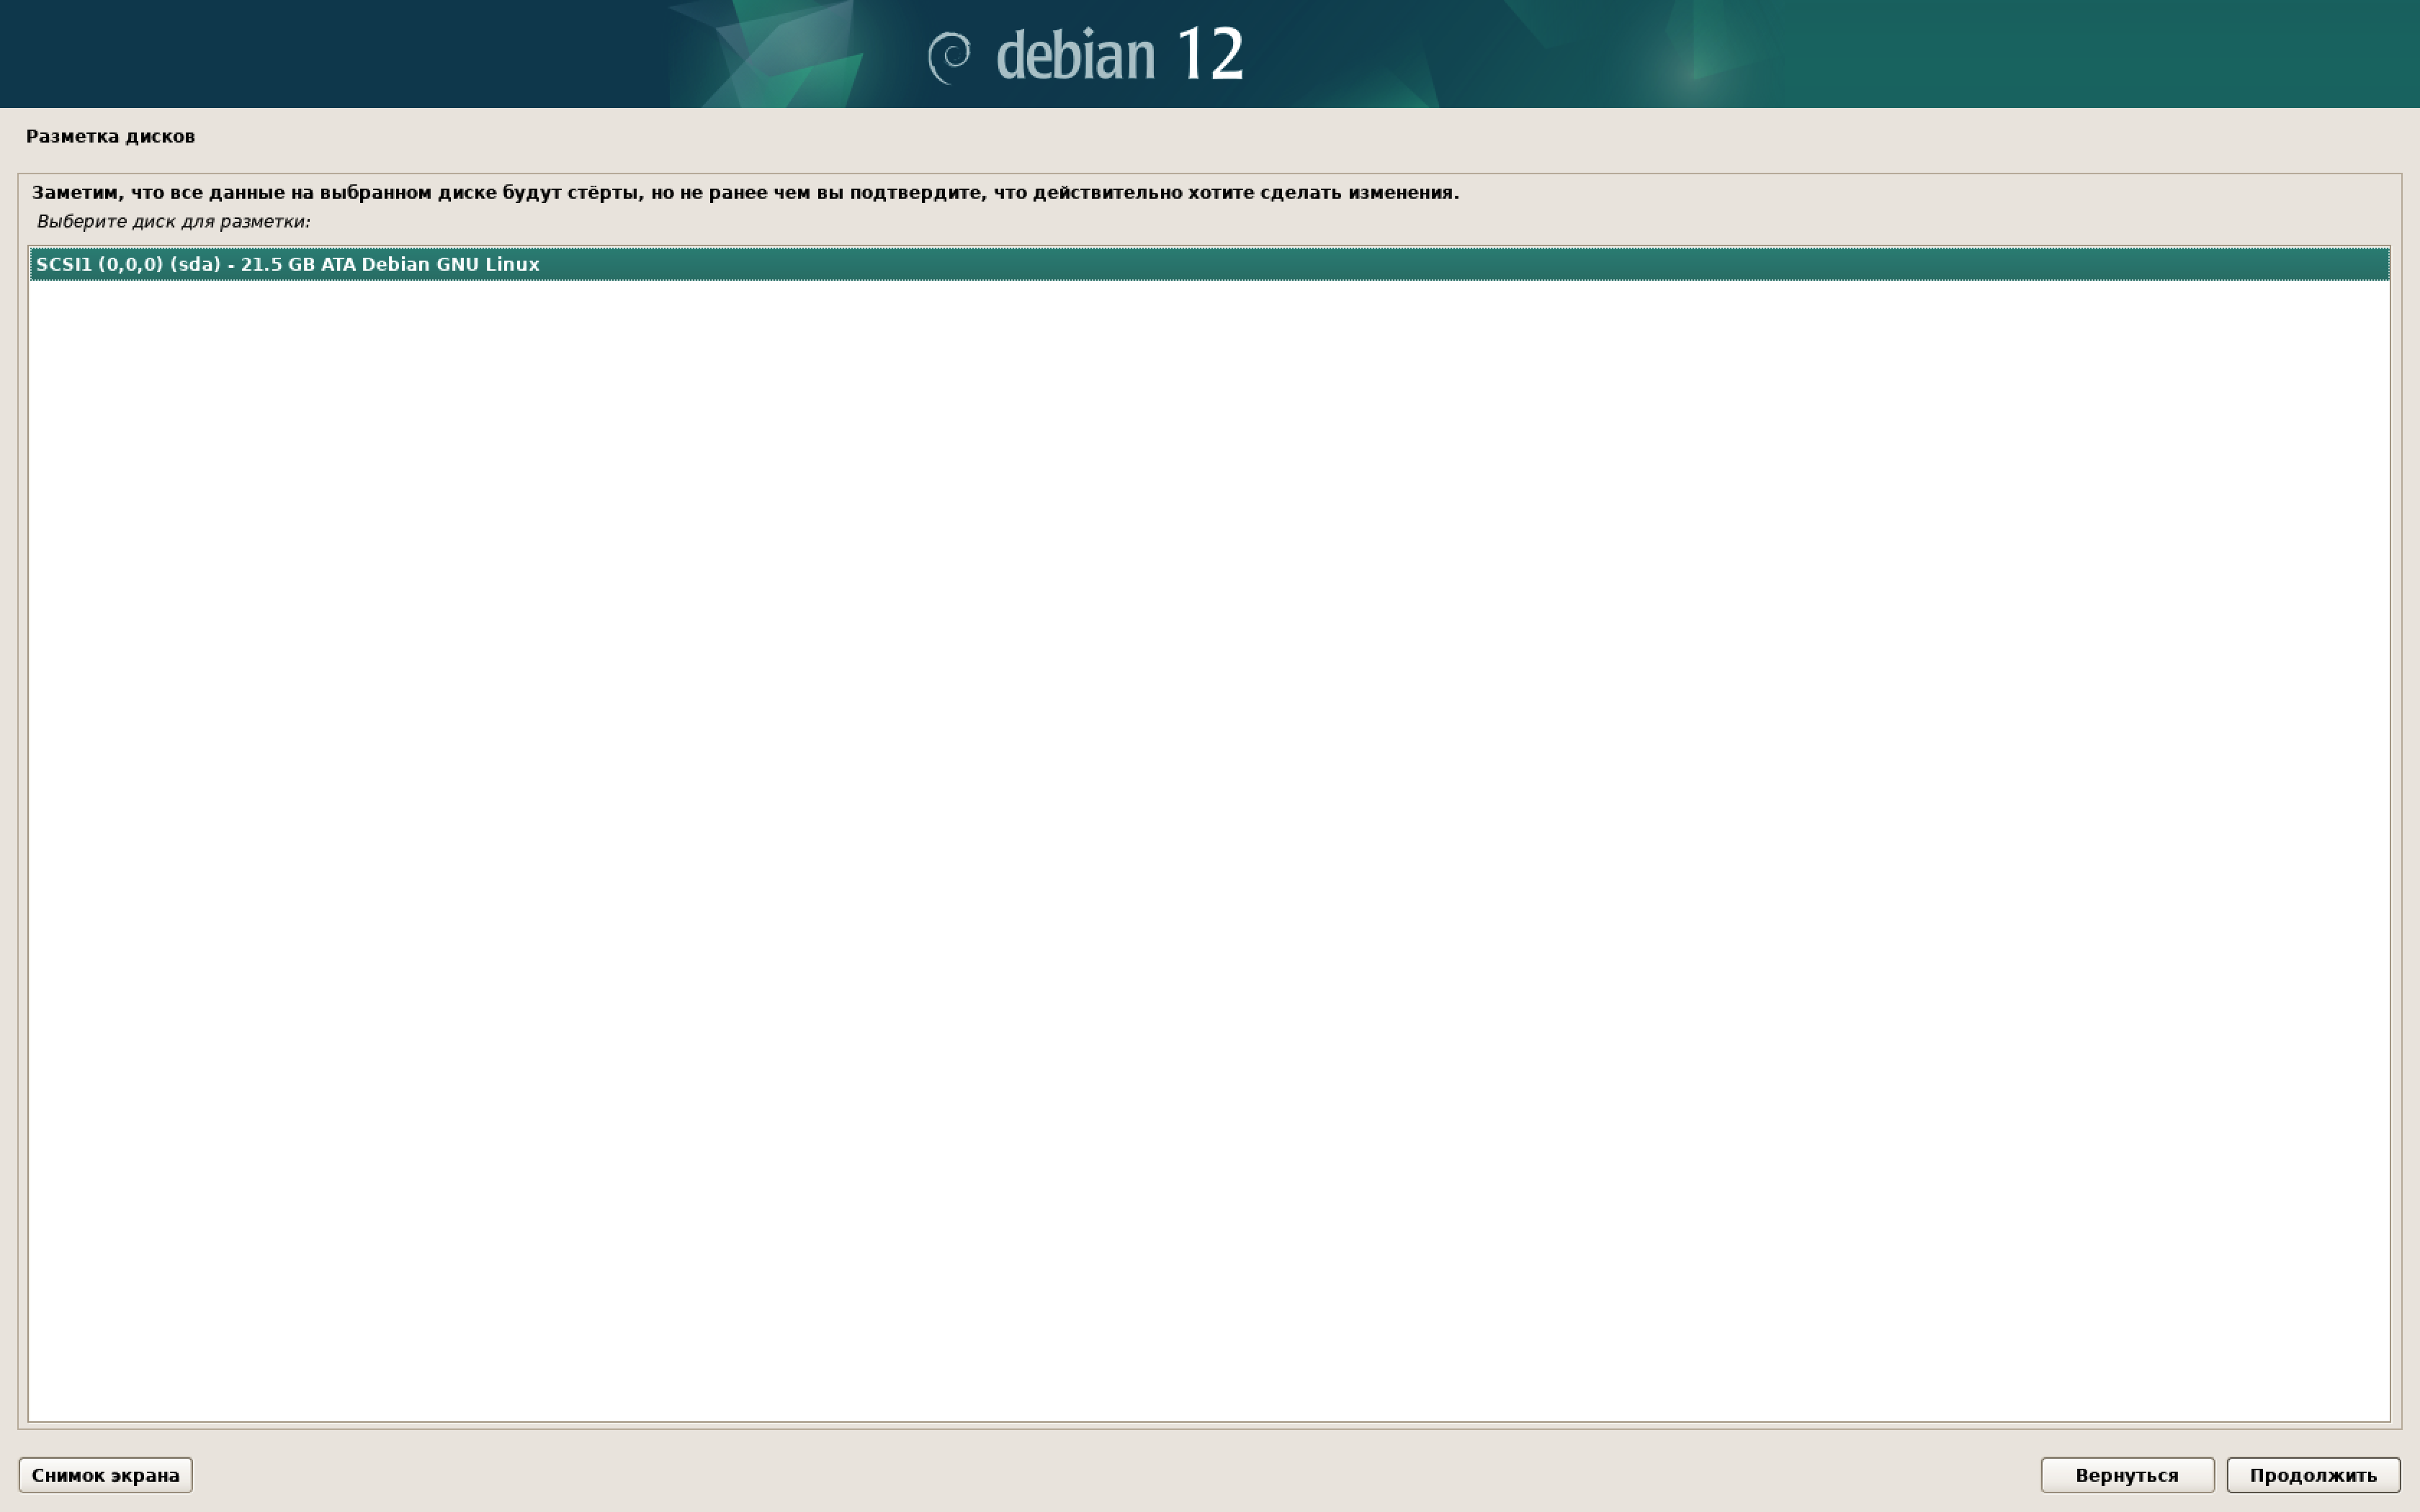 debian 12
Разметка дисков
Заметим, что все данные на выбранном диске будут стёрты, но не ранее чем вы подтвердите, что действительно хотите сделать изменения.
Выберите диск для разметки:
SCSI1 (0,0,0) (sda) - 21.5 GB ATA Debian GNU Linux
Снимок экрана
Вернуться
Продолжить